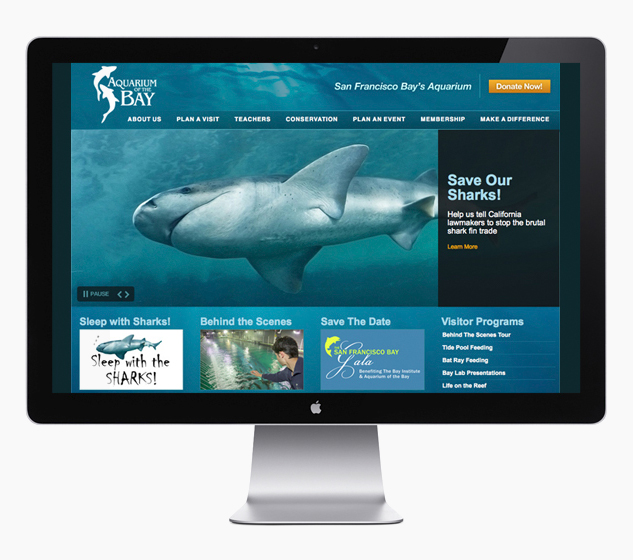 AQUARIUM
OF THE
BAY
San Francisco Bay's Aquarium
Donate Now!
ABOUT US PLAN A VISIT TEACHERS CONSERVATION PLAN AN EVENT MEMBERSHIP MAKE A DIFFERENCE
Save Our
Sharks!
Help us tell California
lawmakers to stop the brutal
shark fin trade
Learn More
PAUSE
Sleep with Sharks!
Sleep with the
SHARKS!
Behind the Scenes
Save The Date
SAN FRANCISCO BAY
Gala
Benefiting The Bay Institute
& Aquarium of the Bay
Visitor Programs
Behind The Scenes Tour
Tide Pool Feeding
Bat Ray Feeding
Bay Lab Presentations
Life on the Reef